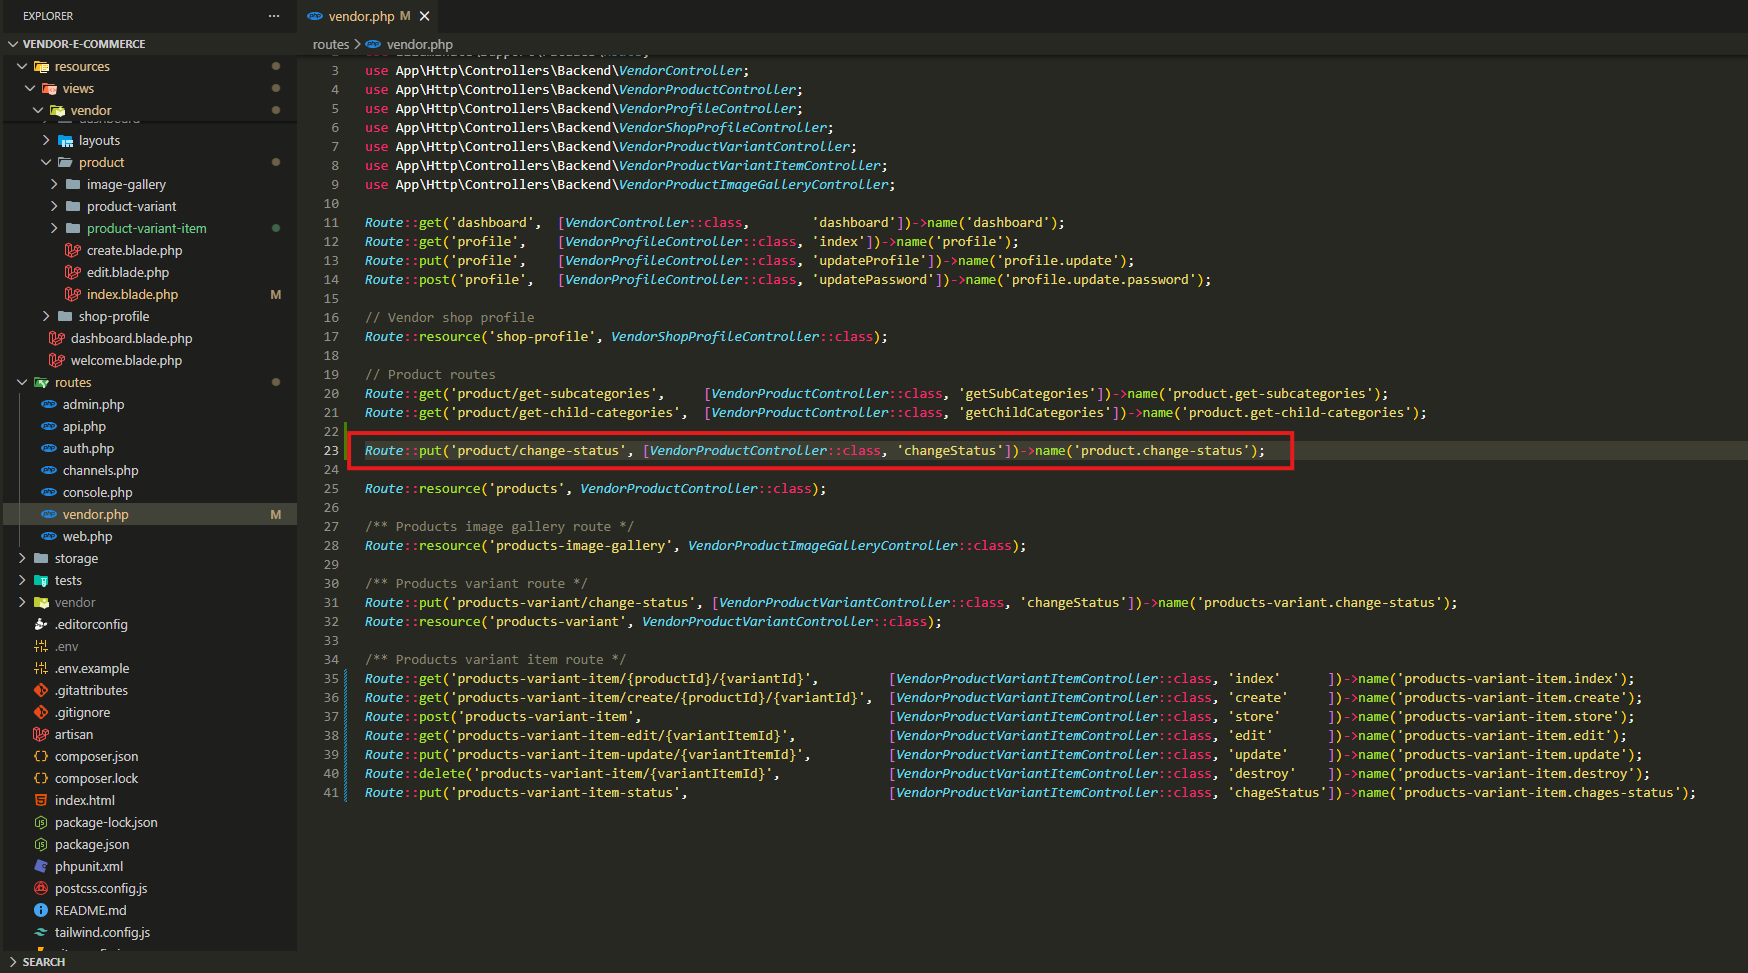 EXPLORER
···
VENDOR-E-COMMERCE
resources
views
vendor
layouts
product
image-gallery
product-variant
product-variant-item
create.blade.php
edit.blade.php
index.blade.php M
shop-profile
dashboard.blade.php
welcome.blade.php
routes
admin.php
api.php
auth.php
channels.php
console.php
vendor.php M
web.php
storage
tests
vendor
.editorconfig
.env
.env.example
.gitattributes
.gitignore
artisan
composer.json
composer.lock
index.html
package-lock.json
package.json
phpunit.xml
postcss.config.js
README.md
tailwind.config.js
SEARCH
vendor.php M
routes > vendor.php
3 use App\Http\Controllers\Backend\VendorController;
4 use App\Http\Controllers\Backend\VendorProductController;
5 use App\Http\Controllers\Backend\VendorProfileController;
6 use App\Http\Controllers\Backend\VendorShopProfileController;
7 use App\Http\Controllers\Backend\VendorProductVariantController;
8 use App\Http\Controllers\Backend\VendorProductVariantItemController;
9 use App\Http\Controllers\Backend\VendorProductImageGalleryController;
10
11 Route::get('dashboard', [VendorController::class, 'dashboard'])->name('dashboard');
12 Route::get('profile', [VendorProfileController::class, 'index'])->name('profile');
13 Route::put('profile', [VendorProfileController::class, 'updateProfile'])->name('profile.update');
14 Route::post('profile', [VendorProfileController::class, 'updatePassword'])->name('profile.update.password');
15
16 // Vendor shop profile
17 Route::resource('shop-profile', VendorShopProfileController::class);
18
19 // Product routes
20 Route::get('product/get-subcategories', [VendorProductController::class, 'getSubCategories'])->name('product.get-subcategories');
21 Route::get('product/get-child-categories', [VendorProductController::class, 'getChildCategories'])->name('product.get-child-categories');
22
23 Route::put('product/change-status', [VendorProductController::class, 'changeStatus'])->name('product.change-status');
24
25 Route::resource('products', VendorProductController::class);
26
27 /** Products image gallery route */
28 Route::resource('products-image-gallery', VendorProductImageGalleryController::class);
29
30 /** Products variant route */
31 Route::put('products-variant/change-status', [VendorProductVariantController::class, 'changeStatus'])->name('products-variant.change-status');
32 Route::resource('products-variant', VendorProductVariantController::class);
33
34 /** Products variant item route */
35 Route::get('products-variant-item/{productId}/{variantId}', [VendorProductVariantItemController::class, 'index' ])->name('products-variant-item.index');
36 Route::get('products-variant-item/create/{productId}/{variantId}', [VendorProductVariantItemController::class, 'create' ])->name('products-variant-item.create');
37 Route::post('products-variant-item', [VendorProductVariantItemController::class, 'store' ])->name('products-variant-item.store');
38 Route::get('products-variant-item-edit/{variantItemId}', [VendorProductVariantItemController::class, 'edit' ])->name('products-variant-item.edit');
39 Route::put('products-variant-item-update/{variantItemId}', [VendorProductVariantItemController::class, 'update' ])->name('products-variant-item.update');
40 Route::delete('products-variant-item/{variantItemId}', [VendorProductVariantItemController::class, 'destroy' ])->name('products-variant-item.destroy');
41 Route::put('products-variant-item-status', [VendorProductVariantItemController::class, 'chageStatus'])->name('products-variant-item.chages-status');